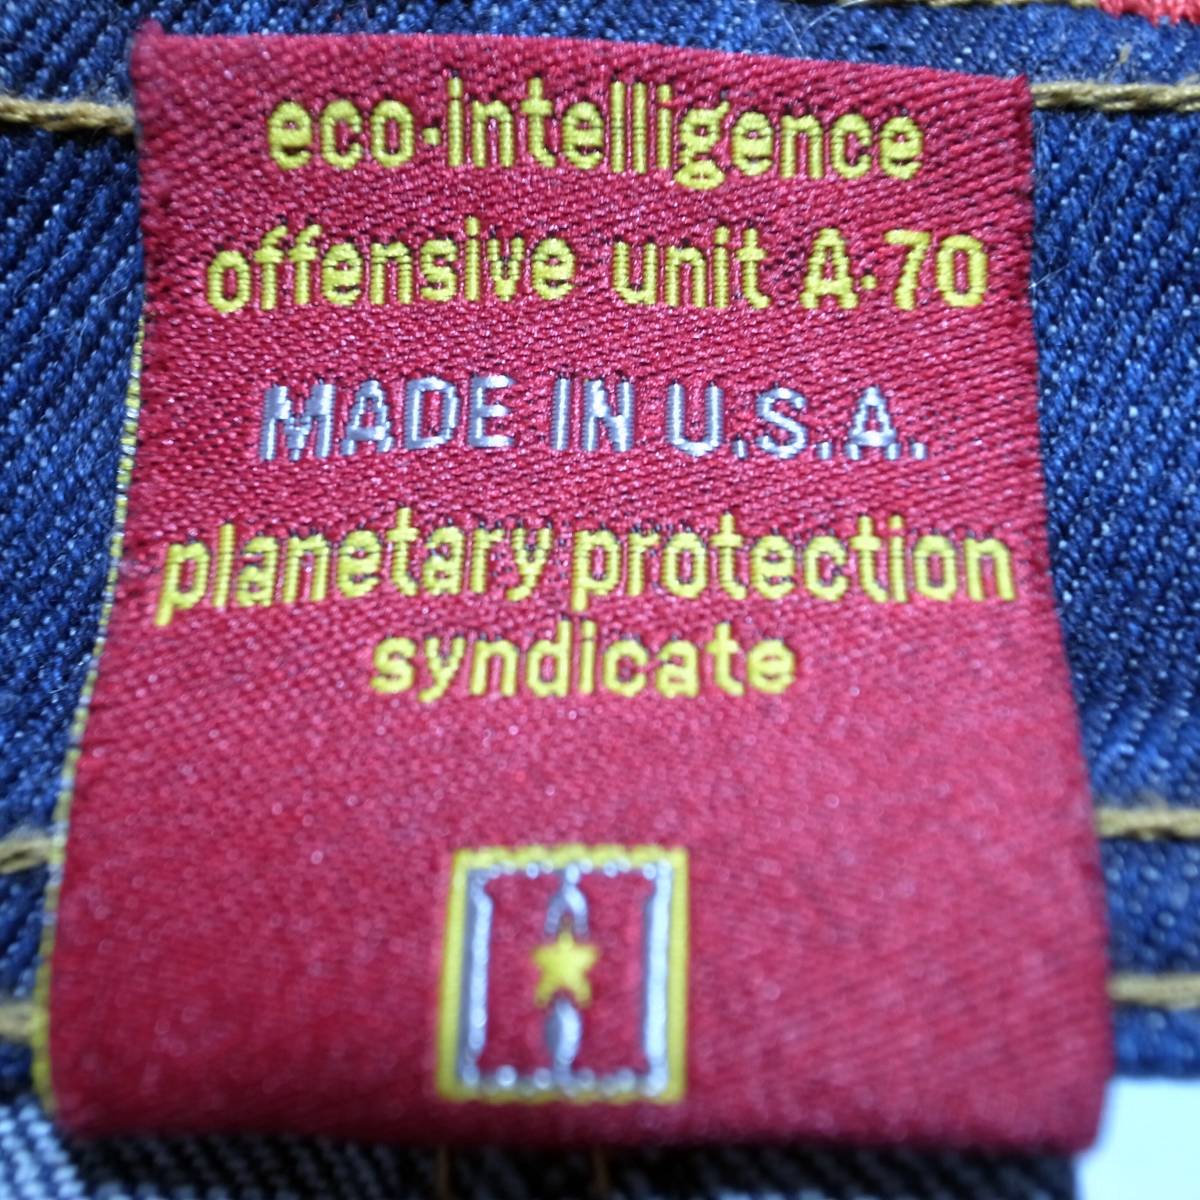 eco·intelligence
offensive unit A·70
MADE IN U.S.A.
planetary protection
syndicate